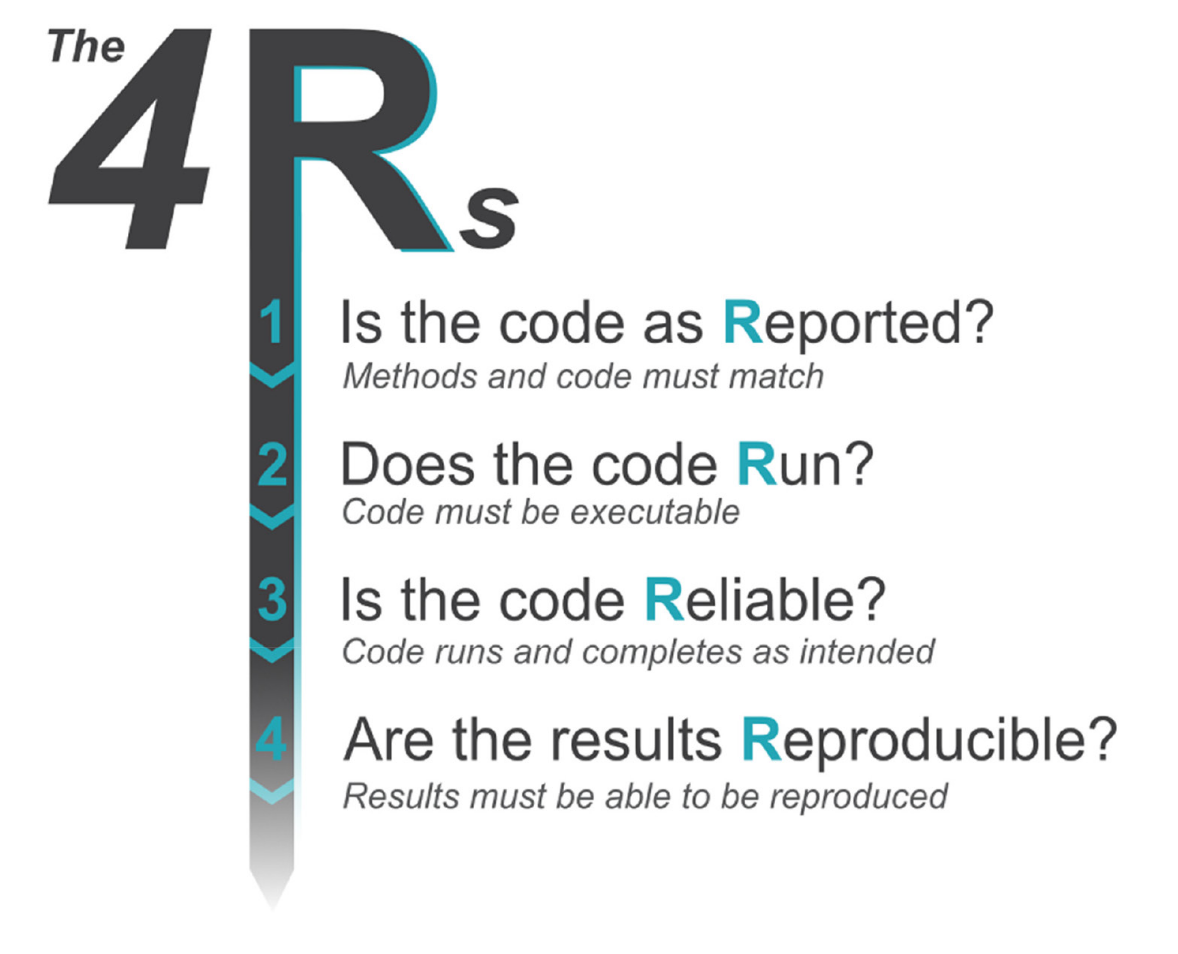 The
4Rs
1 Is the code as Reported?
Methods and code must match
2 Does the code Run?
Code must be executable
3 Is the code Reliable?
Code runs and completes as intended
4 Are the results Reproducible?
Results must be able to be reproduced